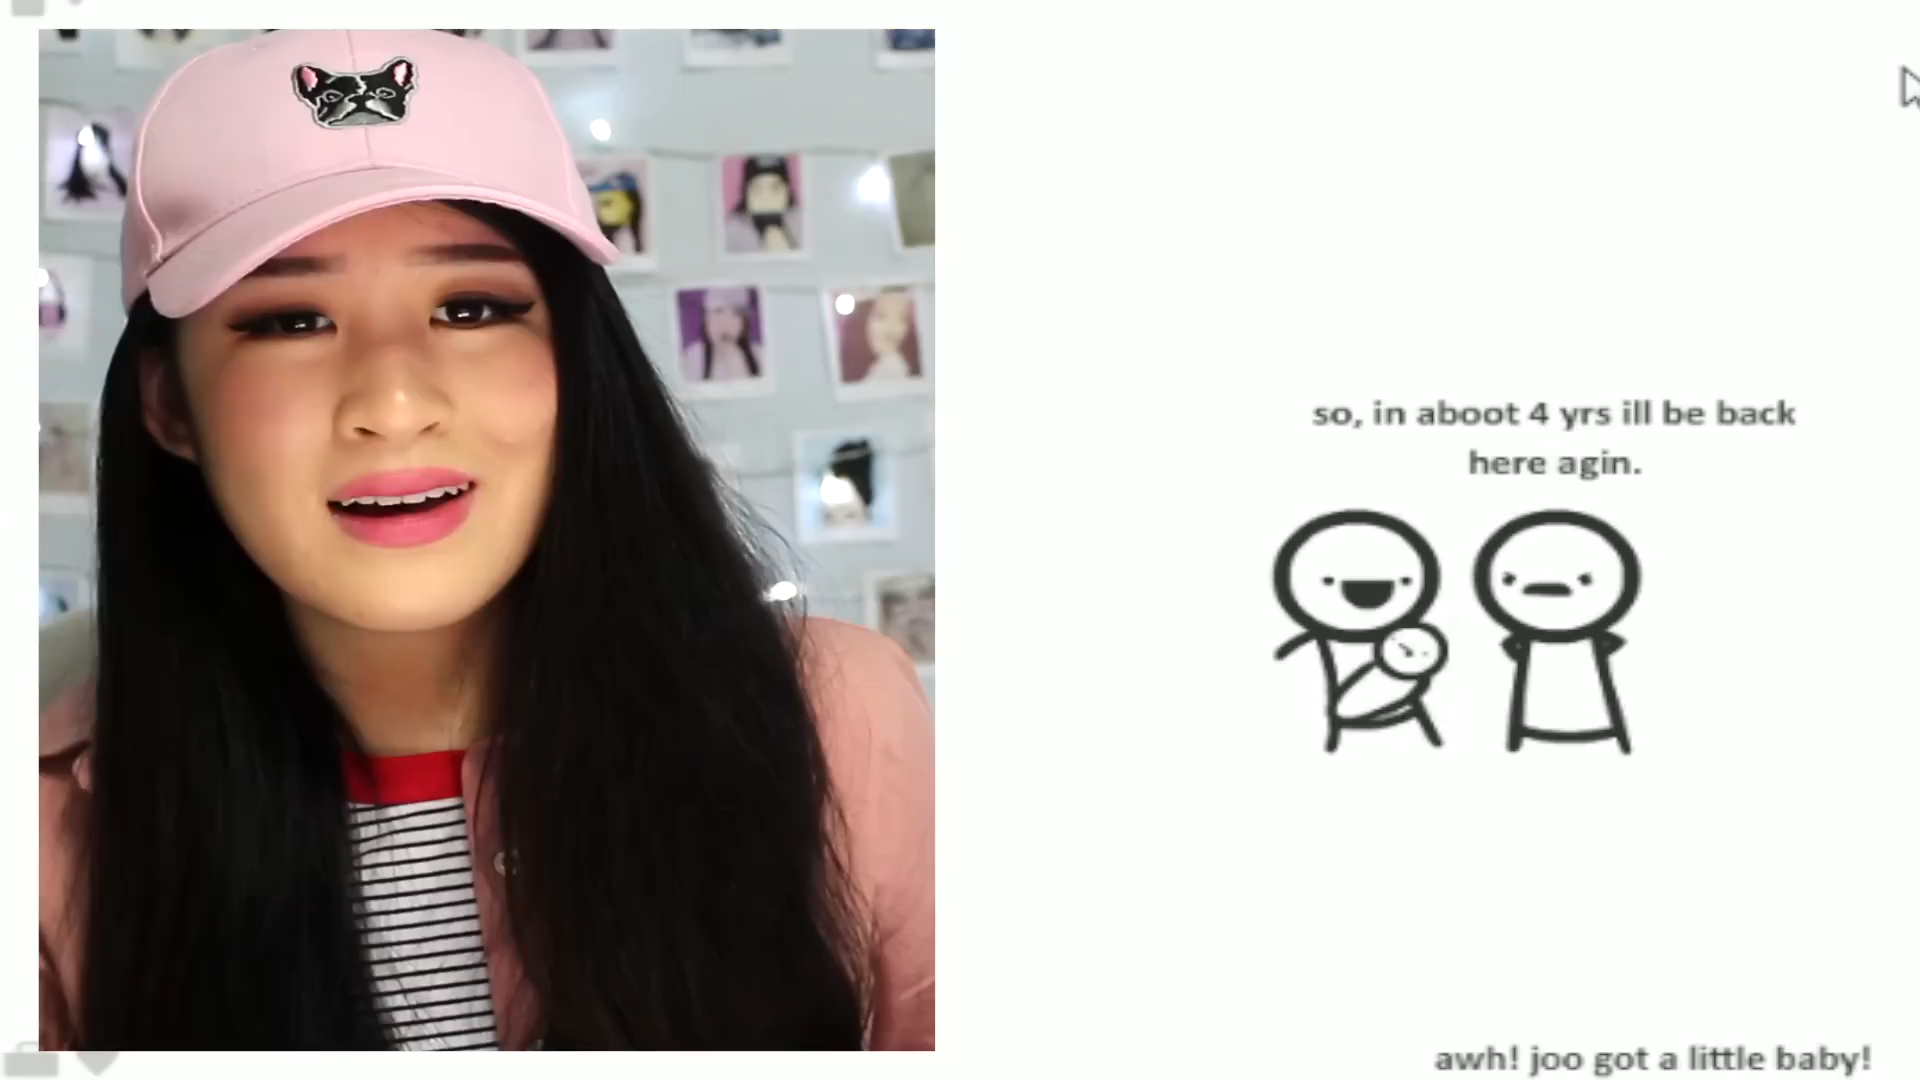 so, in aboot 4 yrs ill be back
here agin.
awh! joo got a little baby!